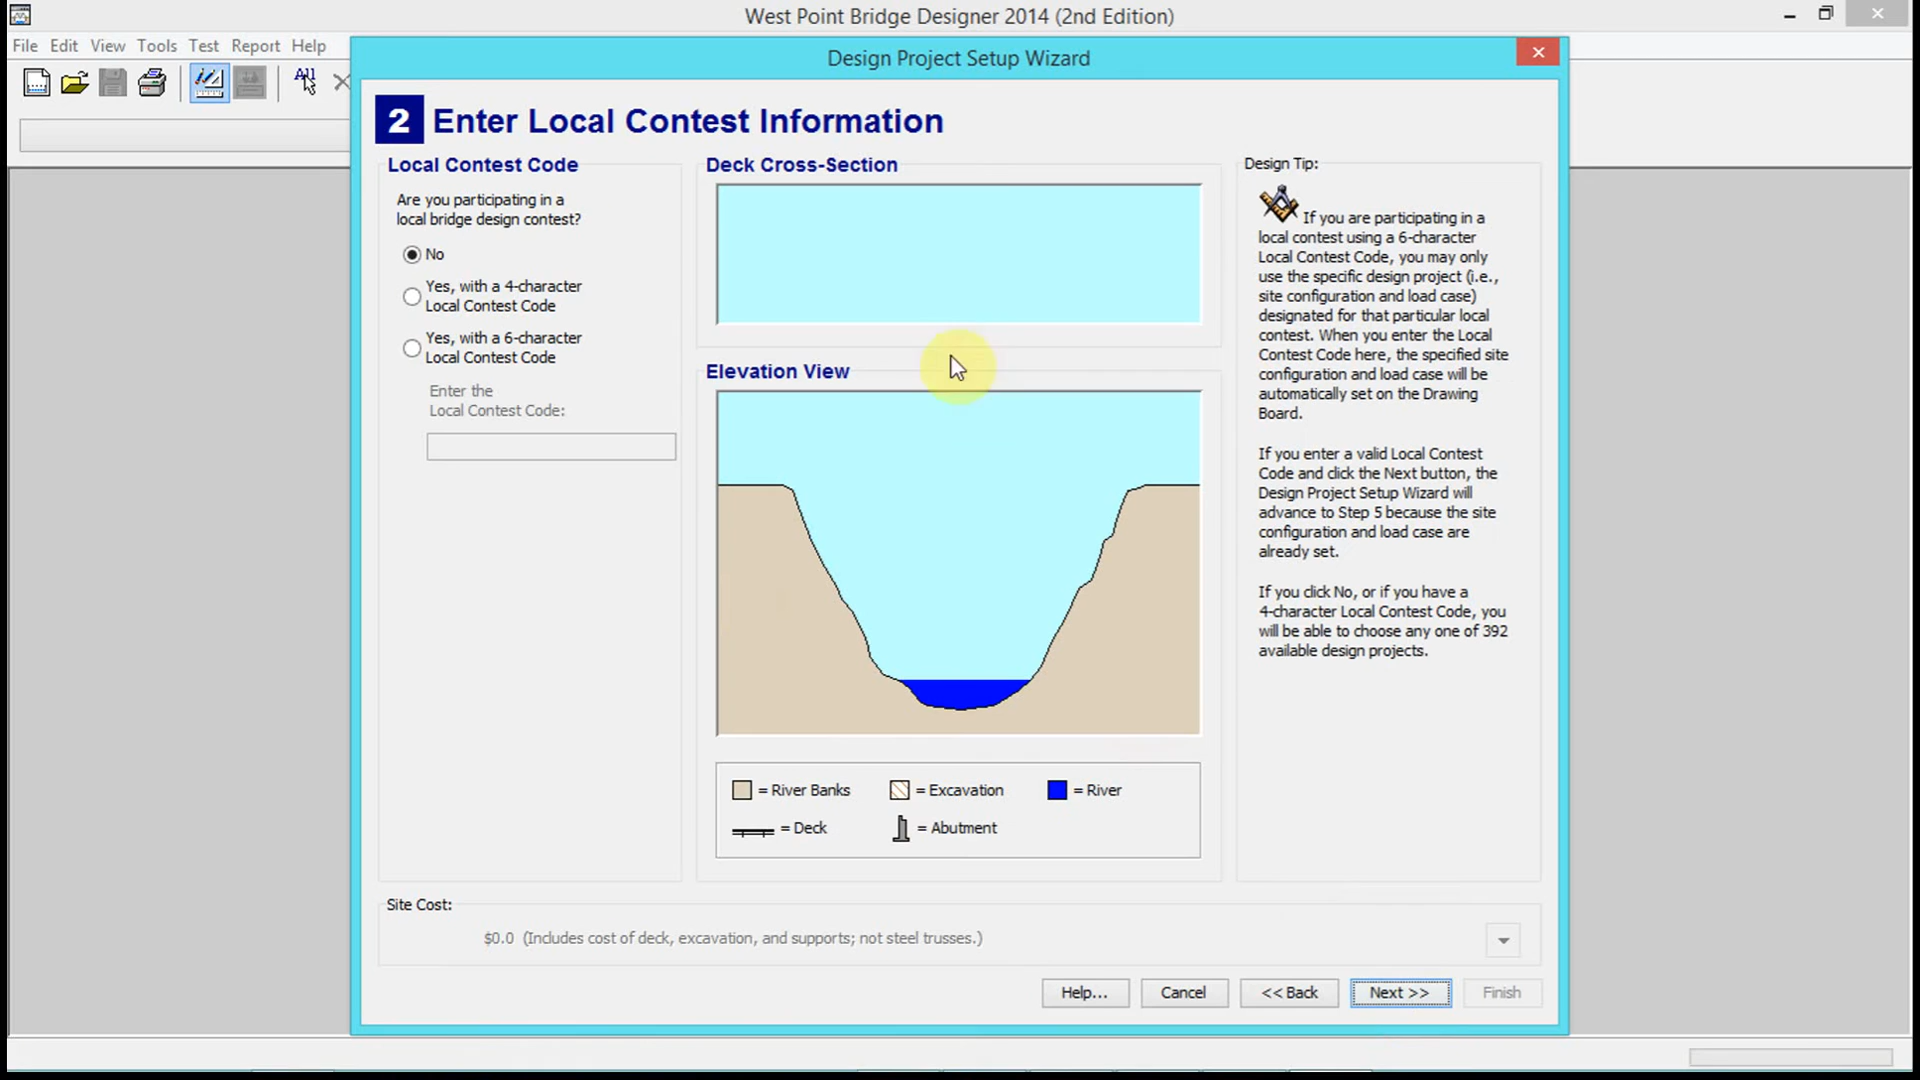 West Point Bridge Designer 2014 (2nd Edition)
File Edit View Tools Test Report Help
All
Design Project Setup Wizard
2 Enter Local Contest Information
Local Contest Code
Are you participating in a
local bridge design contest?
No
Yes, with a 4-character
Local Contest Code
Yes, with a 6-character
Local Contest Code
Enter the
Local Contest Code:
Deck Cross-Section
Elevation View
= River Banks
= Excavation
= River
= Deck
= Abutment
Design Tip:
If you are participating in a
local contest using a 6-character
Local Contest Code, you may only
use the specific design project (i.e.,
site configuration and load case)
designated for that particular local
contest. When you enter the Local
Contest Code here, the specified site
configuration and load case will be
automatically set on the Drawing
Board.
If you enter a valid Local Contest
Code and click the Next button, the
Design Project Setup Wizard will
advance to Step 5 because the site
configuration and load case are
already set.
If you click No, or if you have a
4-character Local Contest Code, you
will be able to choose any one of 392
available design projects.
Site Cost:
$0.0 (Includes cost of deck, excavation, and supports; not steel trusses.)
Help...
Cancel
<< Back
Next >>
Finish